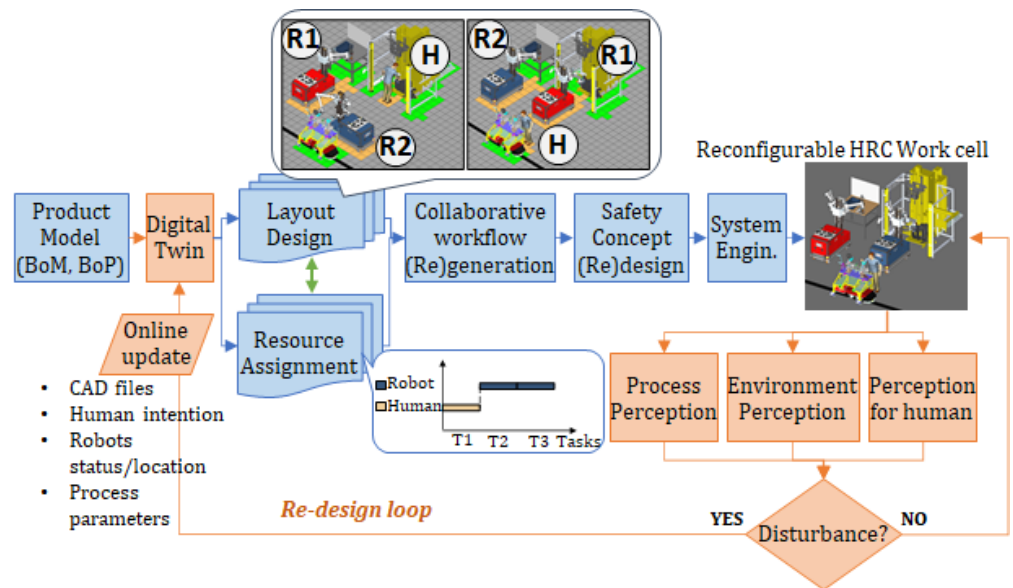 R1
H
R2
R2
R1
H
Reconfigurable HRC Work cell
Product
Model
(BoM, BoP)
Digital
Twin
Layout
Design
Collaborative
workflow
(Re)generation
Safety
Concept
(Re)design
System
Engin.
Online
update
Resource
Assignment
• CAD files
• Human intention
• Robots
status/location
• Process
parameters
Robot
Human
T1 T2 T3 Tasks
Process
Perception
Environment
Perception
Perception
for human
Re-design loop
YES
NO
Disturbance?